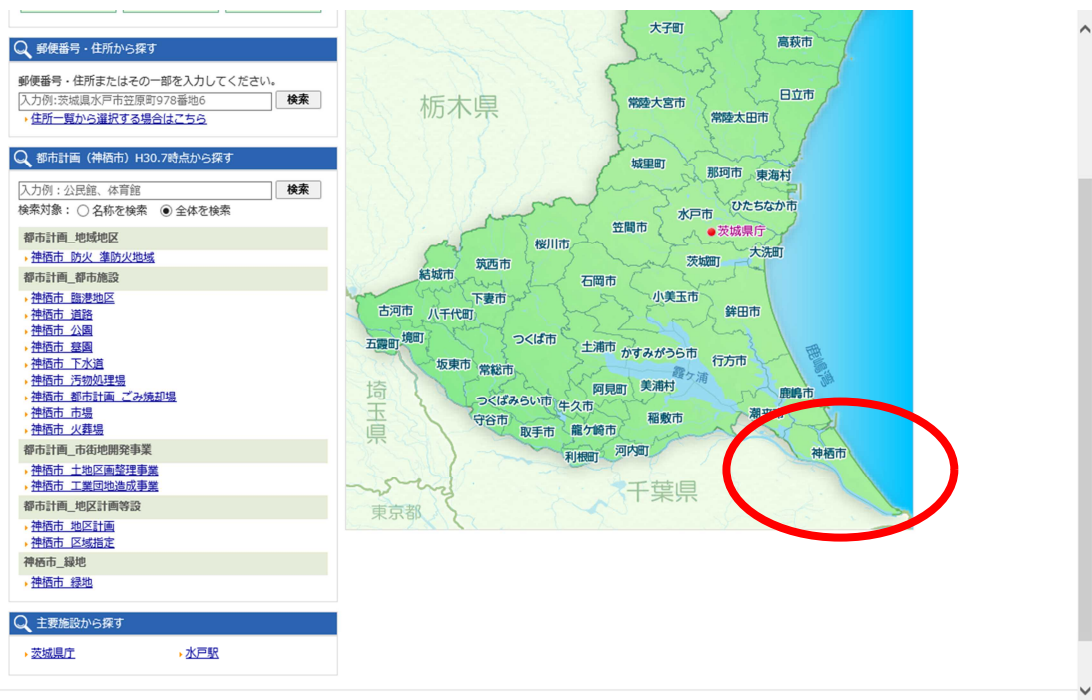 郵便番号・住所から探す
郵便番号・住所またはその一部を入力してください。
入力例:茨城県水戸市笠原町978番地6
検索
住所一覧から選択する場合はこちら
都市計画（神栖市）H30.7時点から探す
入力例：公民館、体育館
検索
検索対象：
名称を検索
全体を検索
都市計画_地域地区
神栖市_防火_準防火地域
都市計画_都市施設
神栖市_臨港地区
神栖市_道路
神栖市_公園
神栖市_墓園
神栖市_下水道
神栖市_汚物処理場
神栖市_都市計画_ごみ焼却場
神栖市_市場
神栖市_火葬場
都市計画_市街地開発事業
神栖市_土地区画整理事業
神栖市_工業団地造成事業
都市計画_地区計画等設
神栖市_地区計画
神栖市_区域指定
神栖市_緑地
神栖市_緑地
主要施設から探す
茨城県庁
水戸駅
大子町
高萩市
栃木県
常陸大宮市
日立市
常陸太田市
城里町
那珂市
東海村
水戸市
ひたちなか市
笠間市
茨城県庁
桜川市
大洗町
茨城町
筑西市
結城市
石岡市
小美玉市
下妻市
古河市
八千代町
鉾田市
五霞町
境町
つくば市
土浦市
かすみがうら市
行方市
鹿嶋灘
坂東市
常総市
霞ヶ浦
埼玉県
阿見町
美浦村
鹿嶋市
つくばみらい市
牛久市
守谷市
稲敷市
潮来市
取手市
龍ケ崎市
利根町
河内町
神栖市
千葉県
東京都